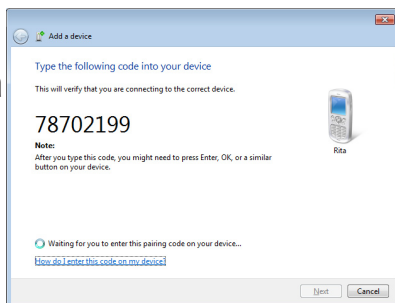 Add a device
Type the following code into your device
This will verify that you are connecting to the correct device.
78702199
Note:
After you type this code, you might need to press Enter, OK, or a similar
button on your device.
Rita
Waiting for you to enter this pairing code on your device...
How do I enter this code on my device?
Next
Cancel